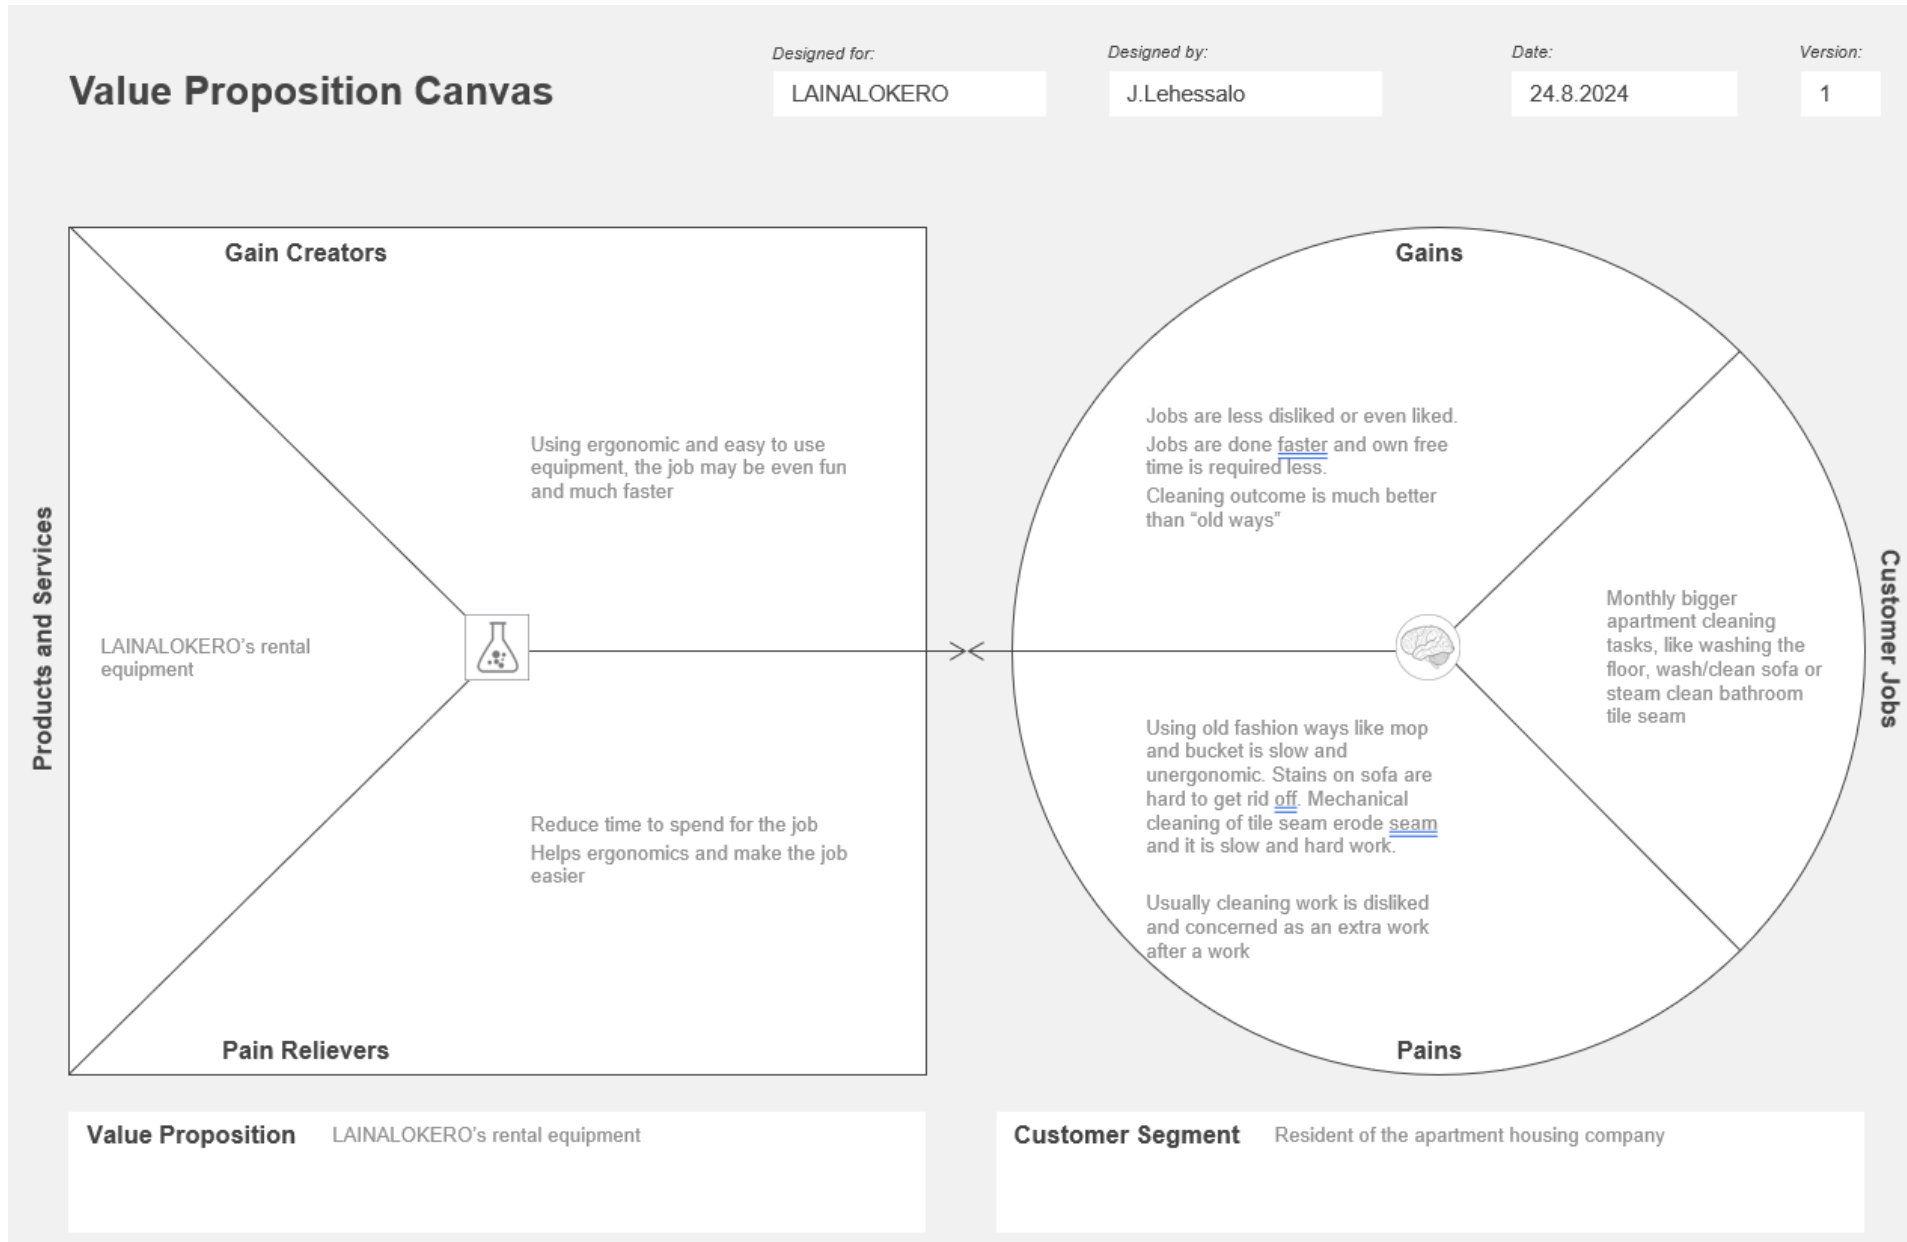 Designed for:
Designed by:
Date:
Version:
Value Proposition Canvas
LAINALOKERO
J.Lehessalo
24.8.2024
1
Gain Creators
Using ergonomic and easy to use
equipment, the job may be even fun
and much faster
Products and Services
LAINALOKERO's rental
equipment
Reduce time to spend for the job
Helps ergonomics and make the job
easier
Pain Relievers
Gains
Jobs are less disliked or even liked.
Jobs are done faster and own free
time is required less.
Cleaning outcome is much better
than “old ways”
Customer Jobs
Monthly bigger
apartment cleaning
tasks, like washing the
floor, wash/clean sofa or
steam clean bathroom
tile seam
Using old fashion ways like mop
and bucket is slow and
unergonomic. Stains on sofa are
hard to get rid off. Mechanical
cleaning of tile seam erode seam
and it is slow and hard work.
Usually cleaning work is disliked
and concerned as an extra work
after a work
Pains
Value Proposition LAINALOKERO's rental equipment
Customer Segment Resident of the apartment housing company